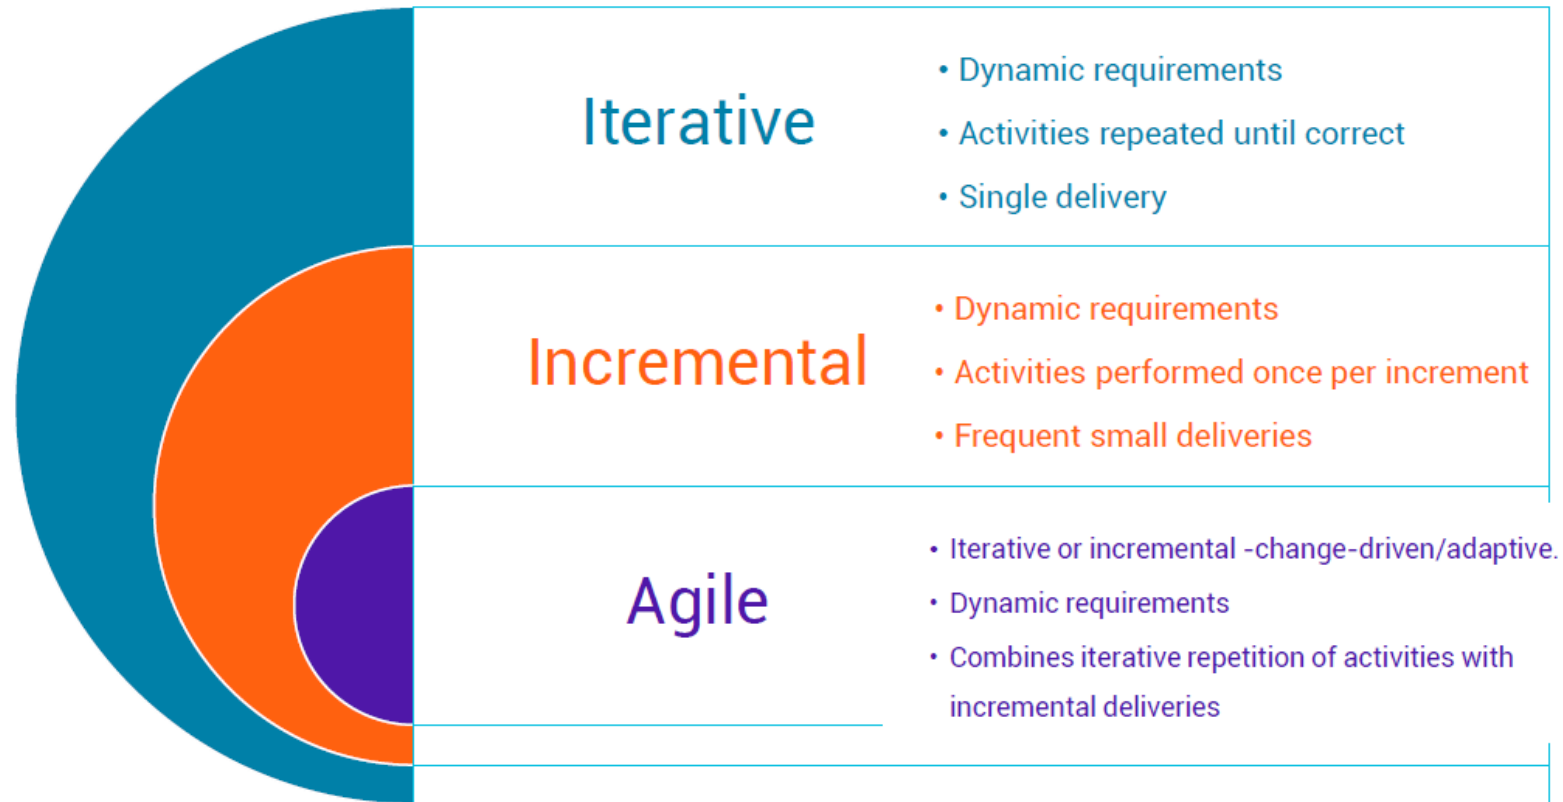 Iterative
• Dynamic requirements
• Activities repeated until correct
• Single delivery
Incremental
• Dynamic requirements
• Activities performed once per increment
• Frequent small deliveries
Agile
• Iterative or incremental -change-driven/adaptive.
• Dynamic requirements
• Combines iterative repetition of activities with
incremental deliveries